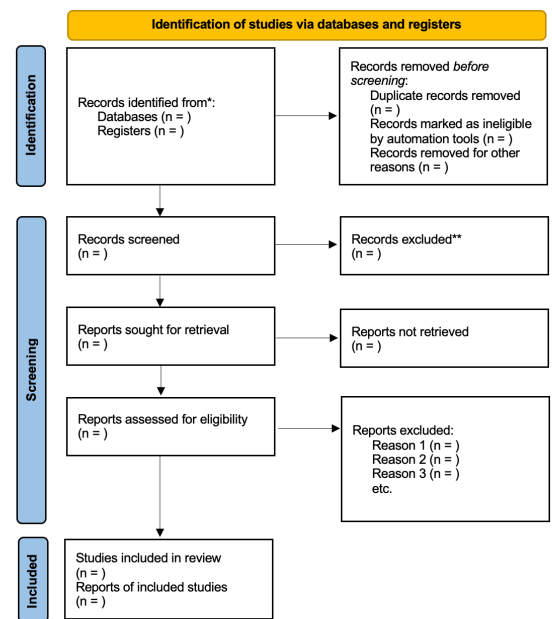 Identification of studies via databases and registers
Identification
Records identified from*:
Databases (n = )
Registers (n = )
Records removed before
screening:
Duplicate records removed
(n = )
Records marked as ineligible
by automation tools (n = )
Records removed for other
reasons (n = )
Screening
Records screened
(n = )
Records excluded**
(n = )
Reports sought for retrieval
(n = )
Reports not retrieved
(n = )
Reports assessed for eligibility
(n = )
Reports excluded:
Reason 1 (n = )
Reason 2 (n = )
Reason 3 (n = )
etc.
Included
Studies included in review
(n = )
Reports of included studies
(n = )